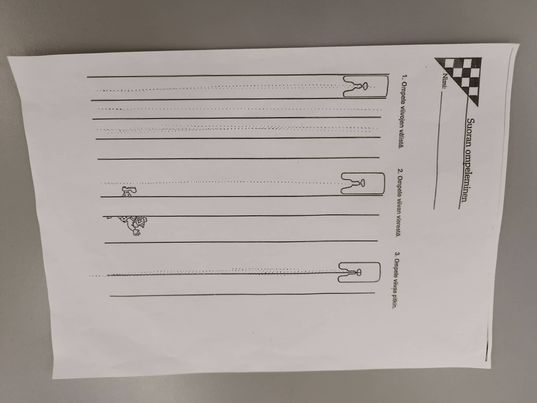 Suoran ompeleminen
Nimi:
1. Ompele viivojen välistä.
2. Ompele viivan vierestä.
3. Ompele viivaa pitkin.